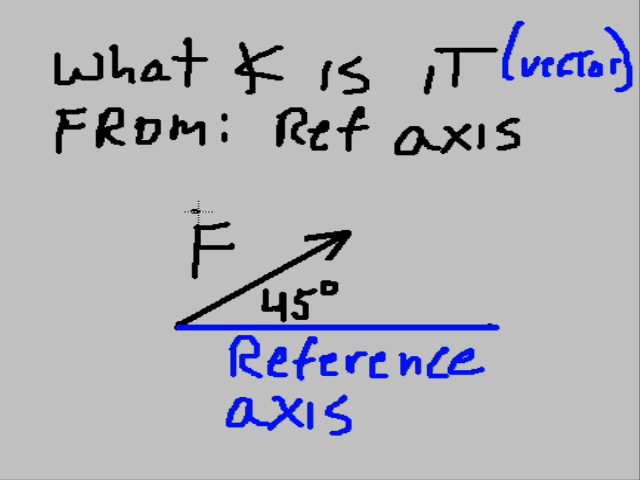 What ∢ is iT (vector)
FROM: Ref axis
F
45°
Reference
axis